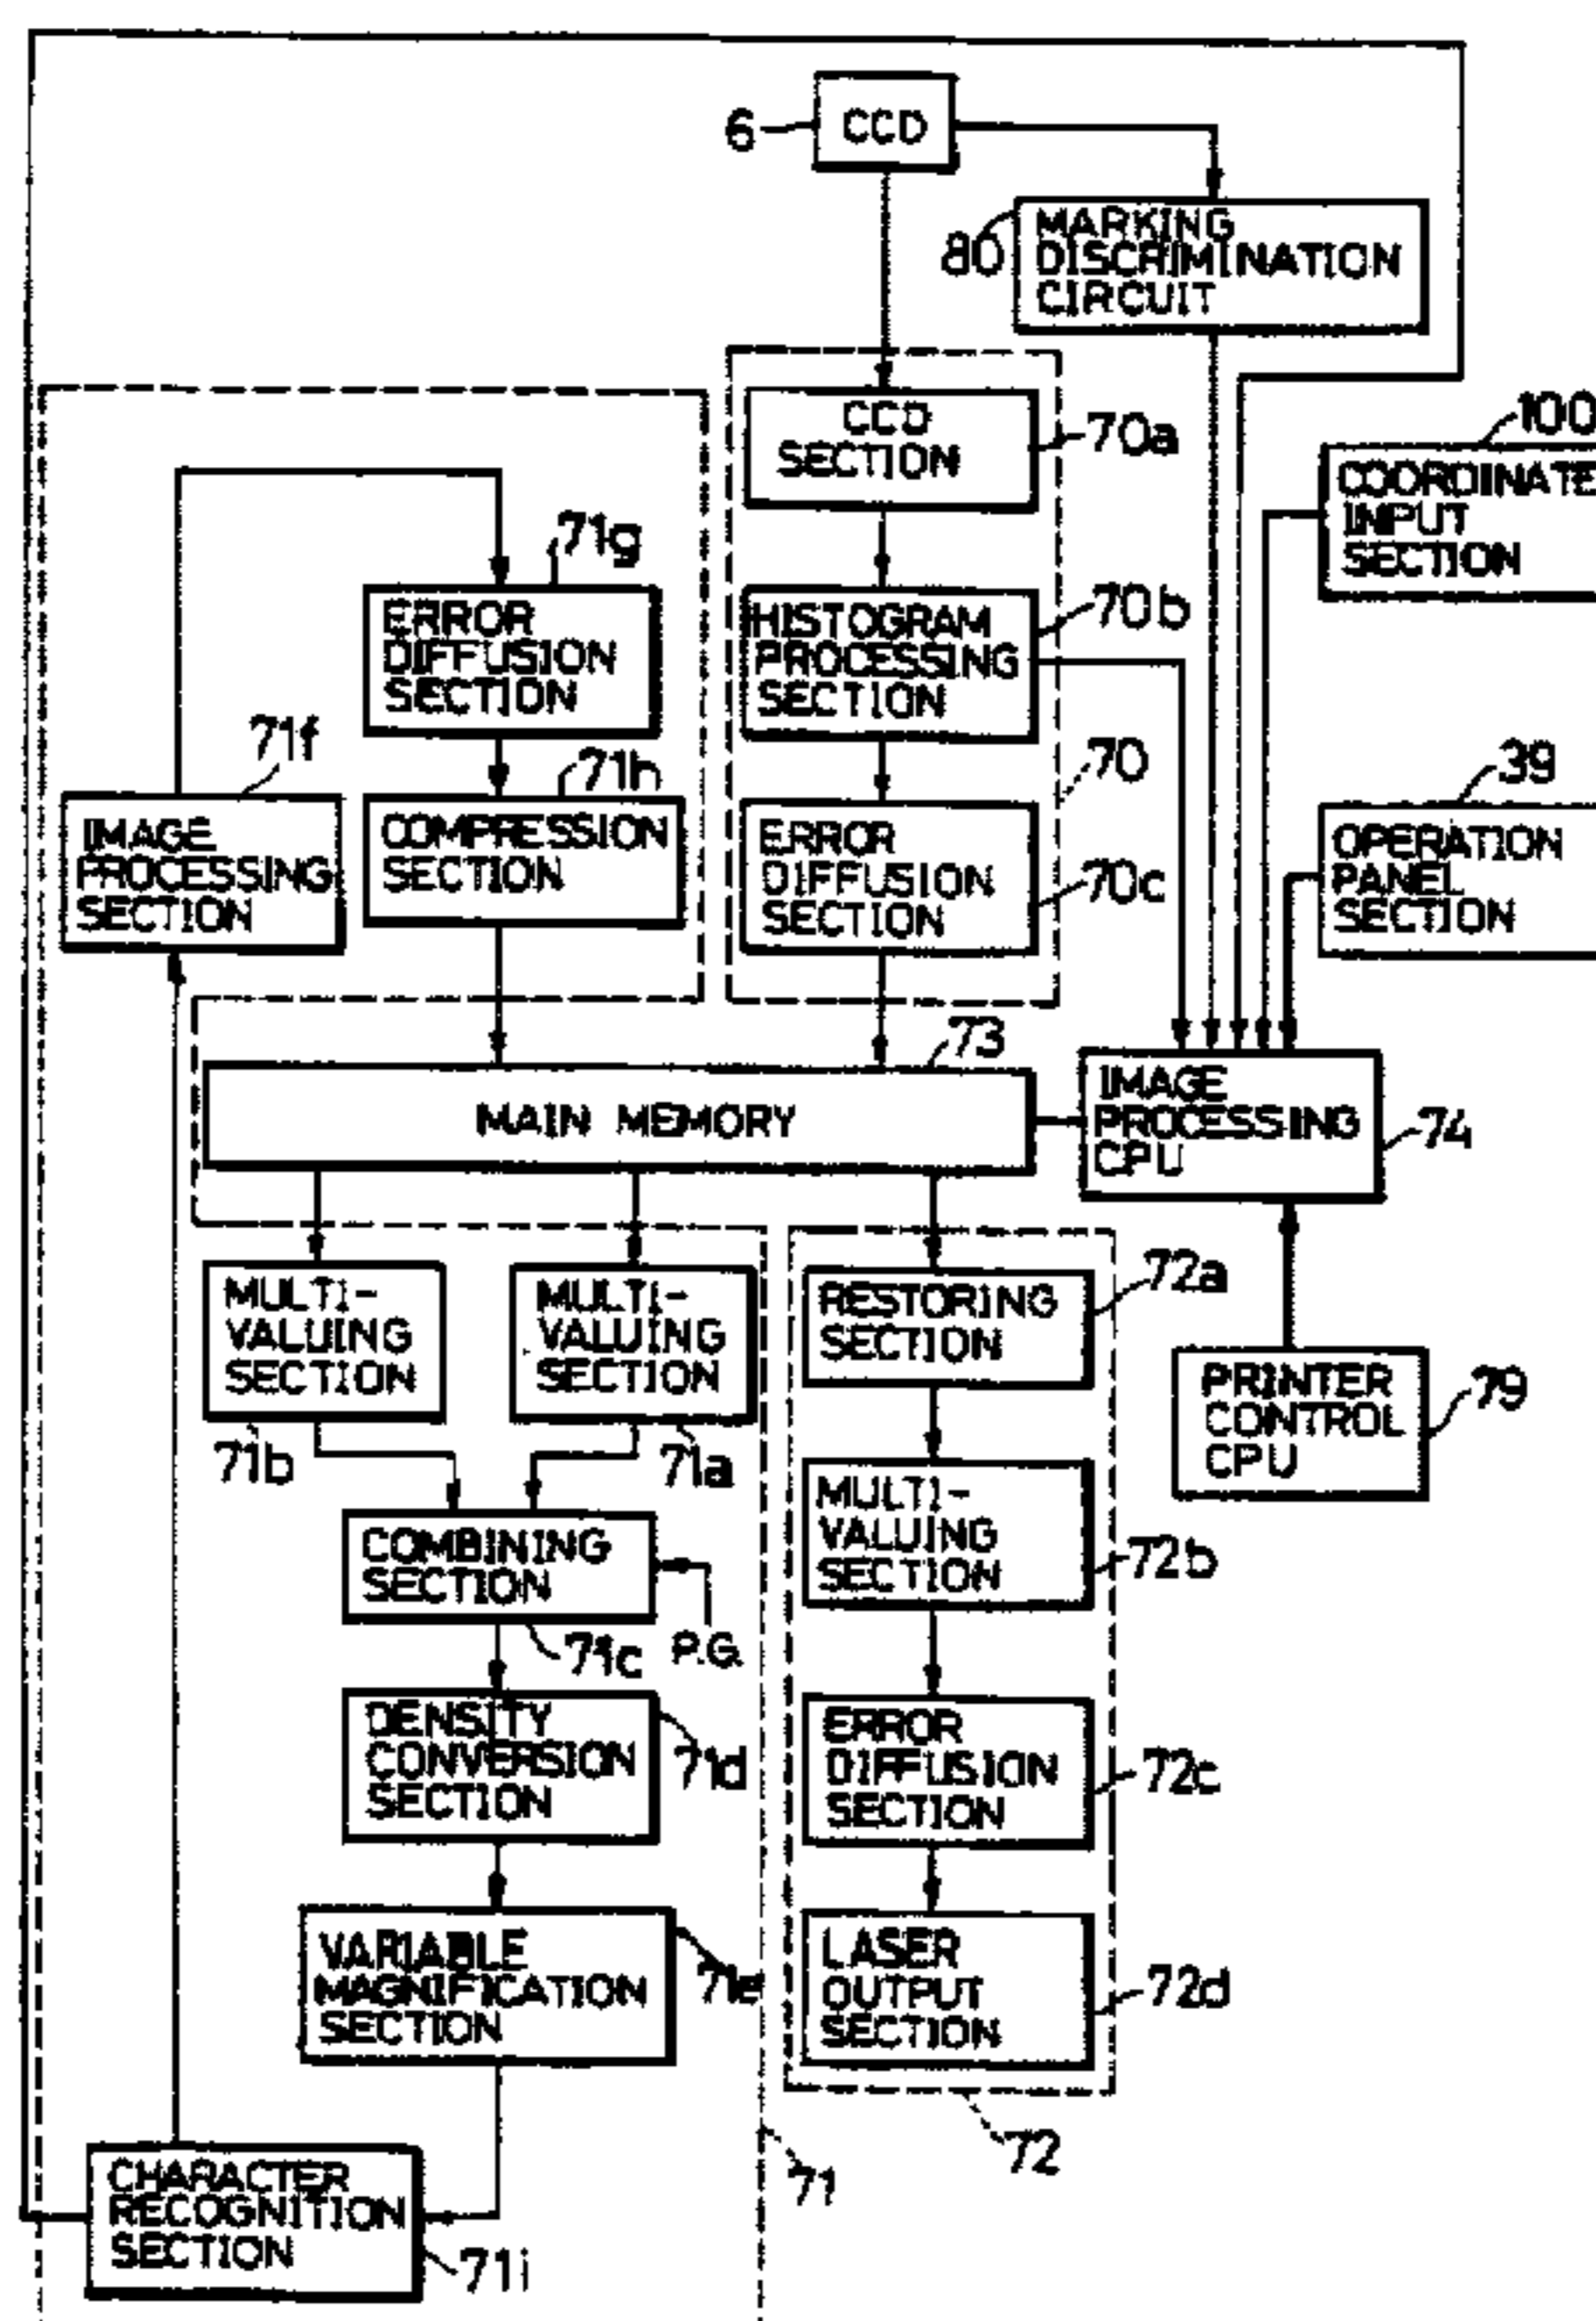 6
CCD
80
MARKING
DISCRIMINATION
CIRCUIT
CCD
SECTION
70a
100
COORDINATE
INPUT
SECTION
71g
ERROR
DIFFUSION
SECTION
HISTOGRAM
PROCESSING
SECTION
70b
71f
IMAGE
PROCESSING
SECTION
71h
COMPRESSION
SECTION
70
ERROR
DIFFUSION
SECTION
70c
39
OPERATION
PANEL
SECTION
73
MAIN MEMORY
IMAGE
PROCESSING
CPU
74
MULTI-
VALUING
SECTION
71b
MULTI-
VALUING
SECTION
71a
RESTORING
SECTION
72a
PRINTER
CONTROL
CPU
79
COMBINING
SECTION
71c
P.G.
MULTI-
VALUING
SECTION
72b
DENSITY
CONVERSION
SECTION
71d
ERROR
DIFFUSION
SECTION
72c
VARIABLE
MAGNIFICATION
SECTION
71e
LASER
OUTPUT
SECTION
72d
72
71
CHARACTER
RECOGNITION
SECTION
71i